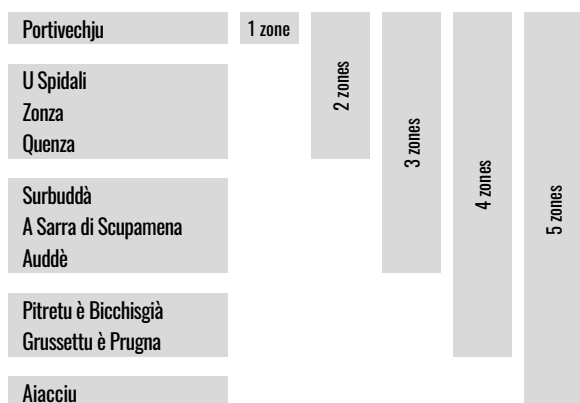 Portivechju
1 zone
2 zones
3 zones
4 zones
5 zones
U Spidali
Zonza
Quenza
Surbuddà
A Sarra di Scupamena
Auddè
Pitretu è Bicchisgià
Grussettu è Prugna
Aiacciu